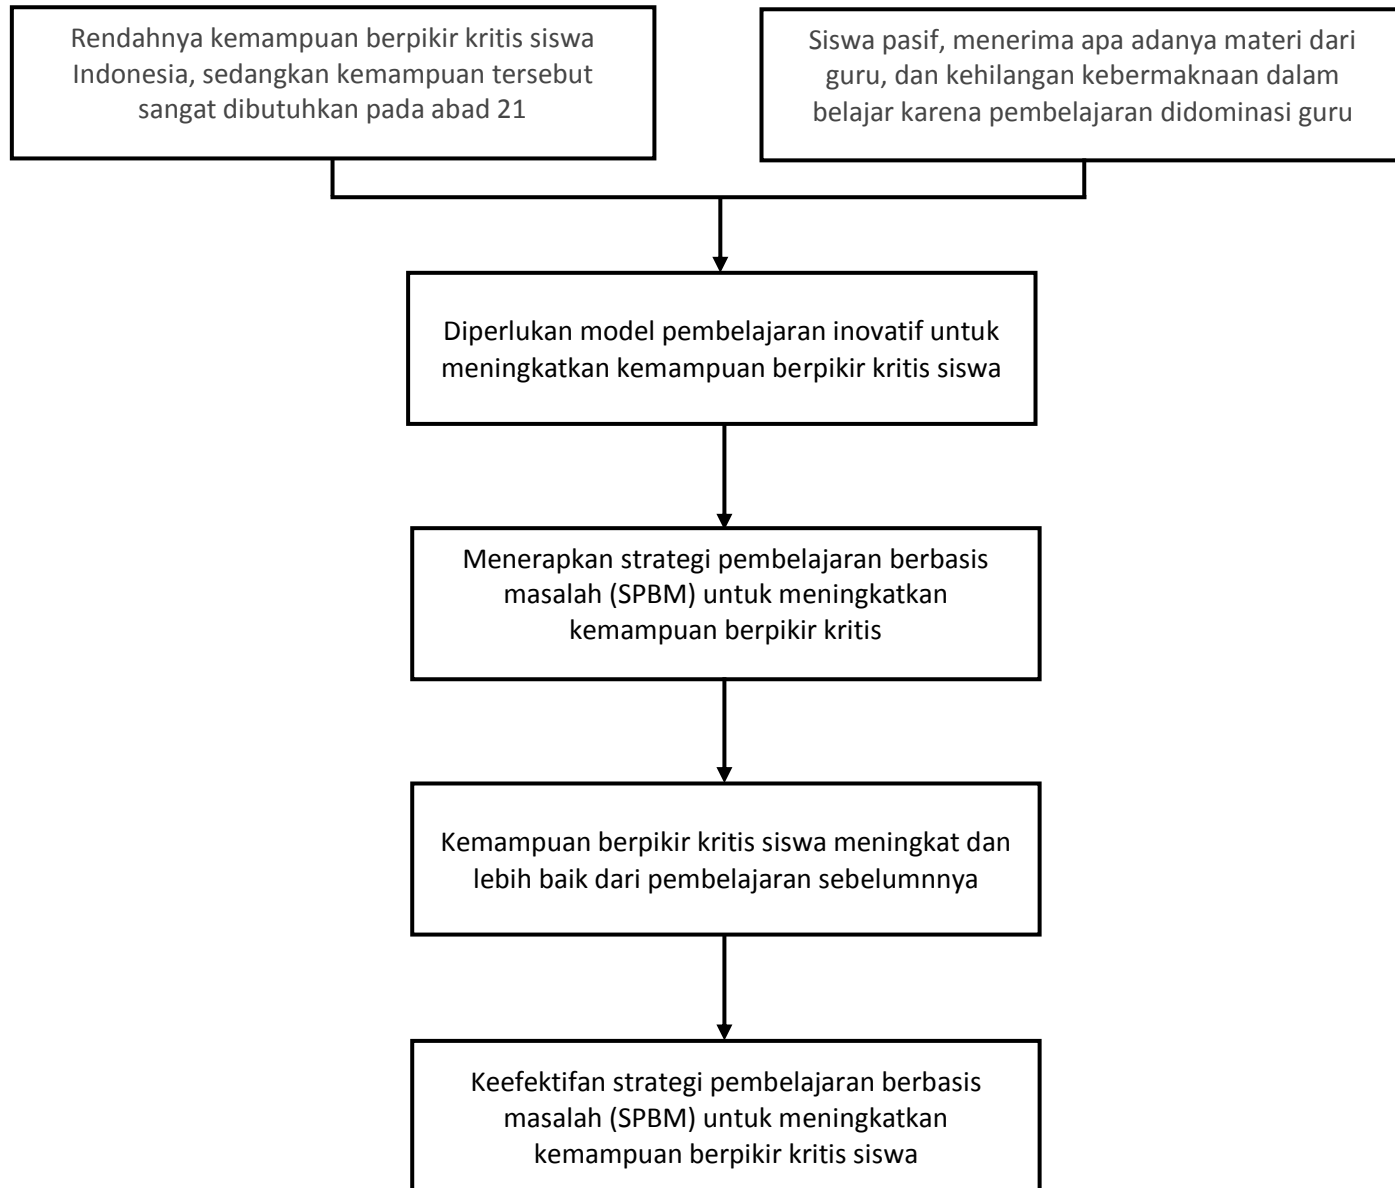 Rendahnya kemampuan berpikir kritis siswa
Indonesia, sedangkan kemampuan tersebut
sangat dibutuhkan pada abad 21
Siswa pasif, menerima apa adanya materi dari
guru, dan kehilangan kebermaknaan dalam
belajar karena pembelajaran didominasi guru
Diperlukan model pembelajaran inovatif untuk
meningkatkan kemampuan berpikir kritis siswa
Menerapkan strategi pembelajaran berbasis
masalah (SPBM) untuk meningkatkan
kemampuan berpikir kritis
Kemampuan berpikir kritis siswa meningkat dan
lebih baik dari pembelajaran sebelumnnya
Keefektifan strategi pembelajaran berbasis
masalah (SPBM) untuk meningkatkan
kemampuan berpikir kritis siswa